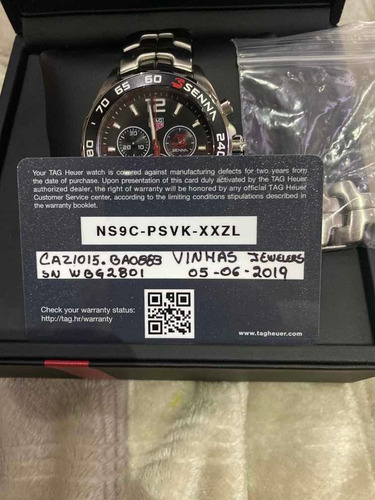 80 70 65 60 S SENNA 240
12
TAG
SENNA
Your TAG Heuer watch is covered against manufacturing defects for two years from
the date of purchase. Upon presentation of this card duly activated by the TAG Heuer
authorized dealer, the right of warranty will be honored by any official TAG Heuer
Customer Service center, according to the limited conditions stipulations described in
the warranty booklet.
NS9C-PSVK-XXZL
CAZ1015.BA0883 VINHAS JEWELERS
SN WBG2801 05-06-2019
Check your warranty status:
http://tag.hr/warranty
www.tagheuer.com